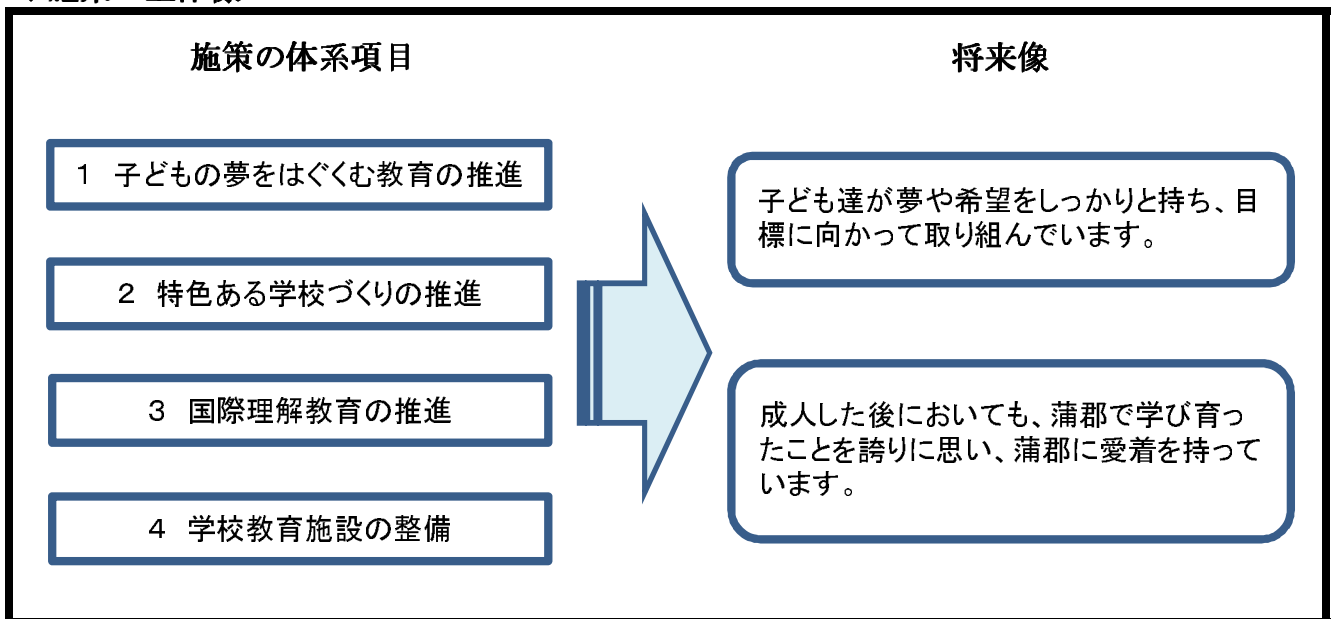 施策の体系項目
将来像
1 子どもの夢をはぐくむ教育の推進
2 特色ある学校づくりの推進
3 国際理解教育の推進
4 学校教育施設の整備
子ども達が夢や希望をしっかりと持ち、目
標に向かって取り組んでいます。
成人した後においても、蒲郡で学び育っ
たことを誇りに思い、蒲郡に愛着を持って
います。